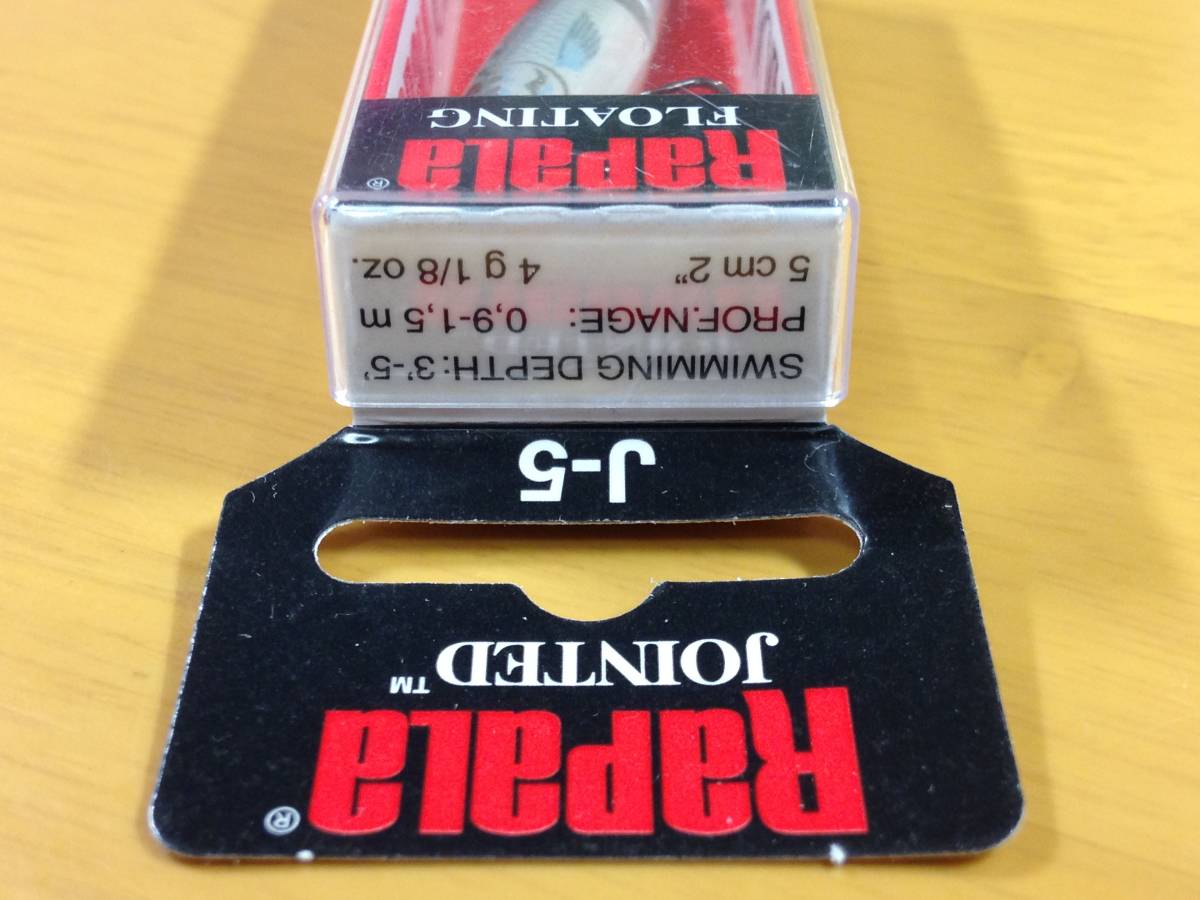 RAPALA®
JOINTED™
J-5
SWIMMING DEPTH: 3'-5'
PROF.NAGE: 0,9-1,5 m
5 cm 2” 4 g 1/8 oz.
RAPALA®
FLOATING